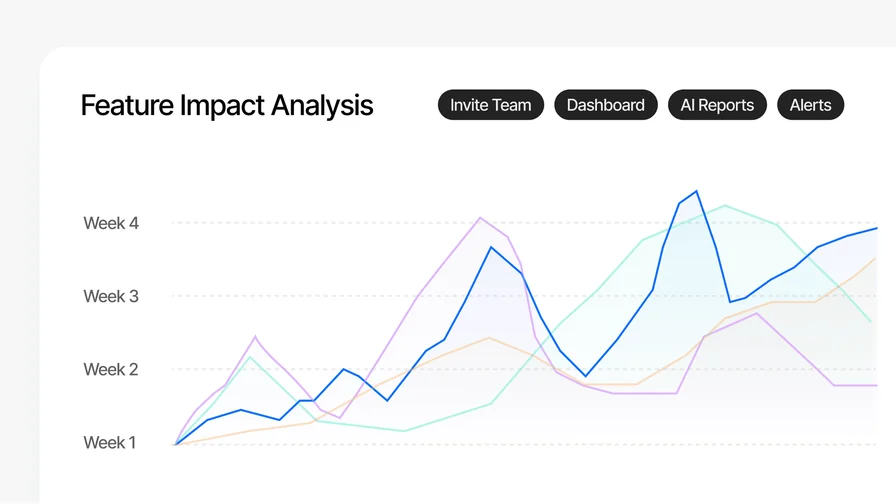 Feature Impact Analysis
Invite Team
Dashboard
AI Reports
Alerts
Week 4
Week 3
Week 2
Week 1